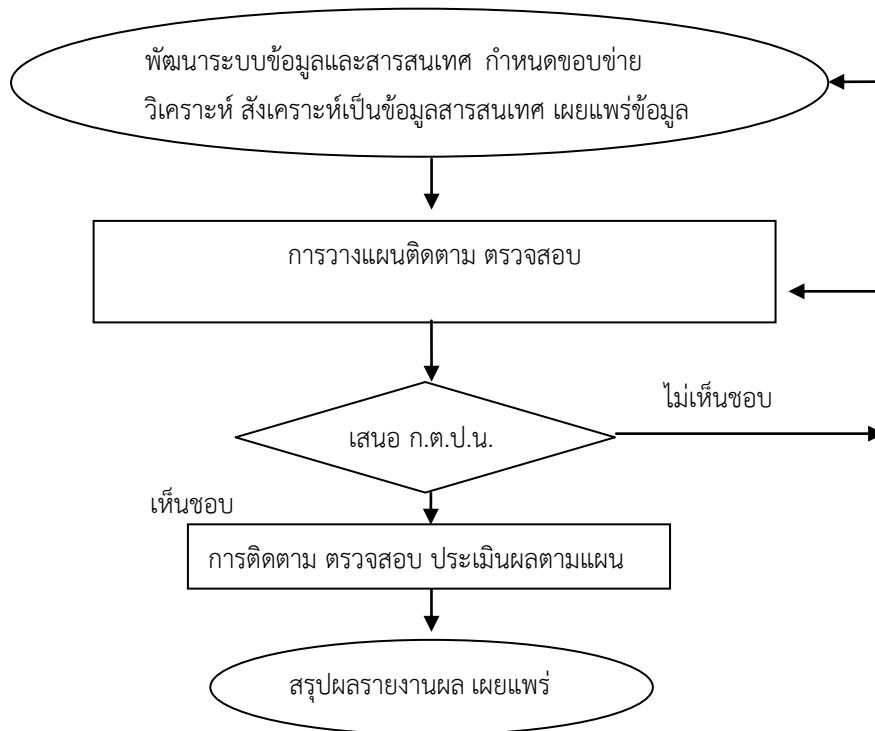 พัฒนาระบบข้อมูลและสารสนเทศ กำหนดขอบข่าย
วิเคราะห์ สังเคราะห์เป็นข้อมูลสารสนเทศ เผยแพร่ข้อมูล
การวางแผนติดตาม ตรวจสอบ
ไม่เห็นชอบ
เสนอ ก.ต.ป.น.
เห็นชอบ
การติดตาม ตรวจสอบ ประเมินผลตามแผน
สรุปผลรายงานผล เผยแพร่